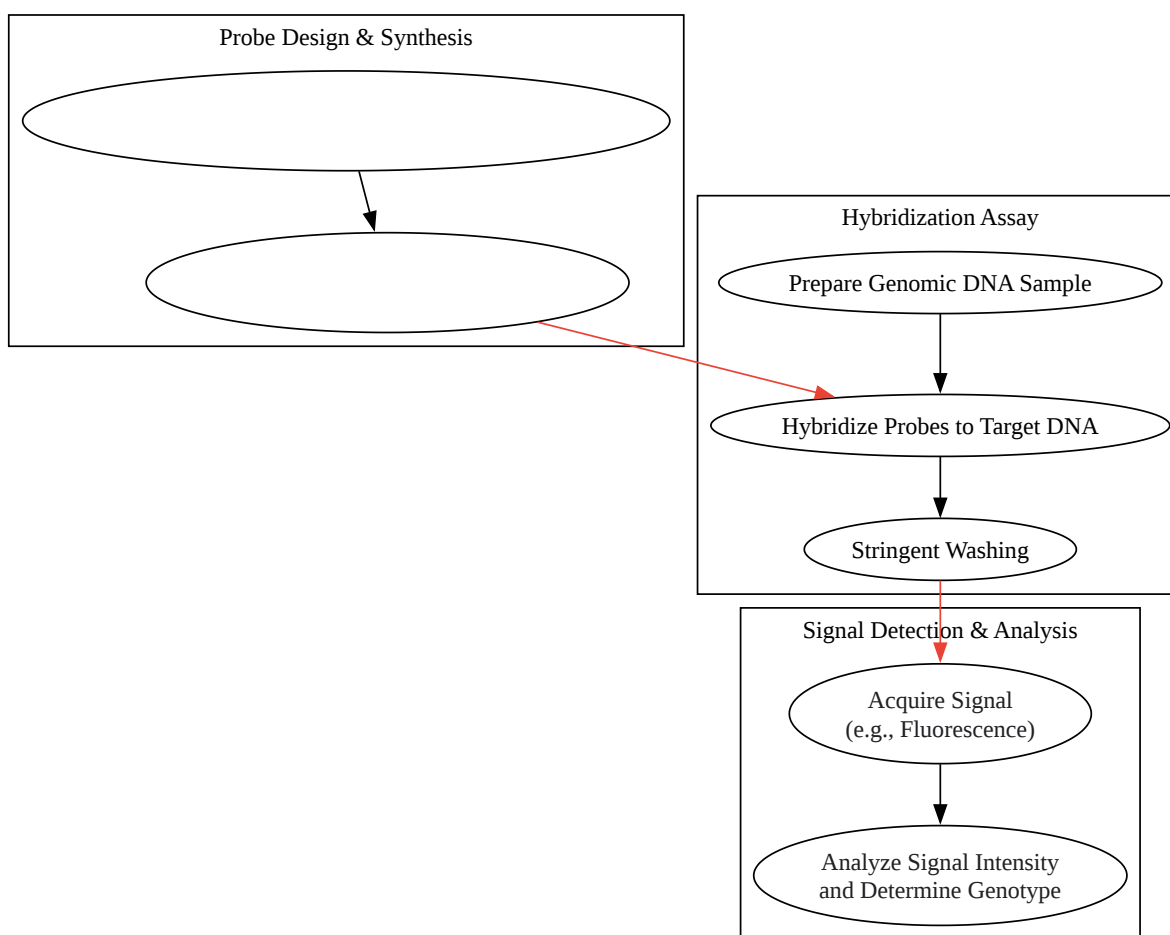 Probe Design & Synthesis
Hybridization Assay
Prepare Genomic DNA Sample
Hybridize Probes to Target DNA
Stringent Washing
Signal Detection & Analysis
Acquire Signal
(e.g., Fluorescence)
Analyze Signal Intensity
and Determine Genotype